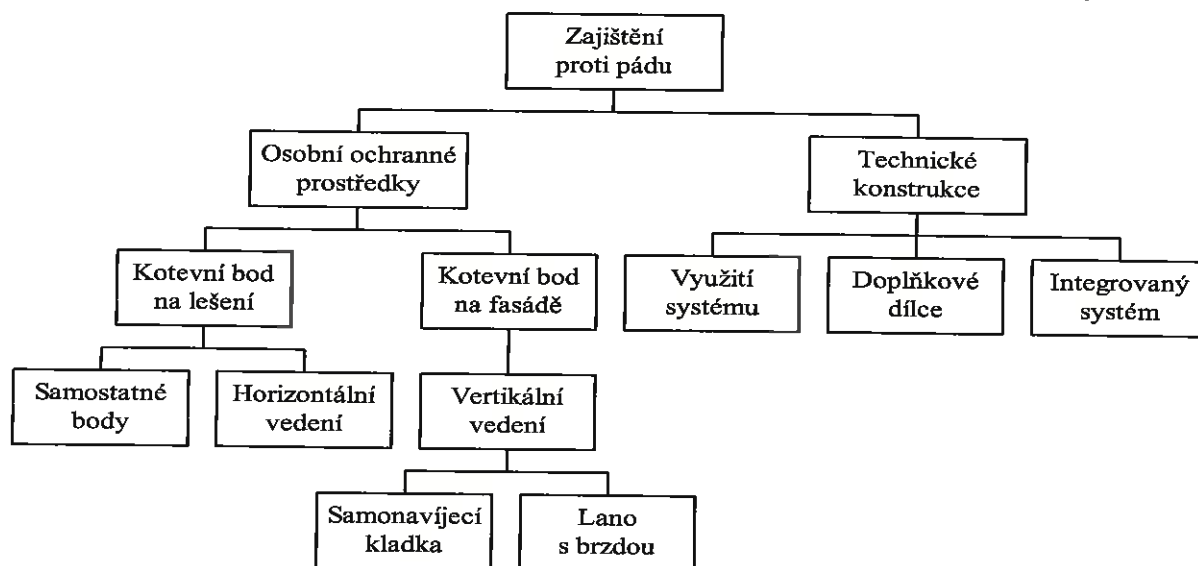 Zajištění
proti pádu
Osobní ochranné
prostředky
Technické
konstrukce
Kotevní bod
na lešení
Kotevní bod
na fasádě
Využití
systému
Doplňkové
dílce
Integrovaný
systém
Samostatné
body
Horizontální
vedení
Vertikální
vedení
Samonavíjecí
kladka
Lano
s brzdou